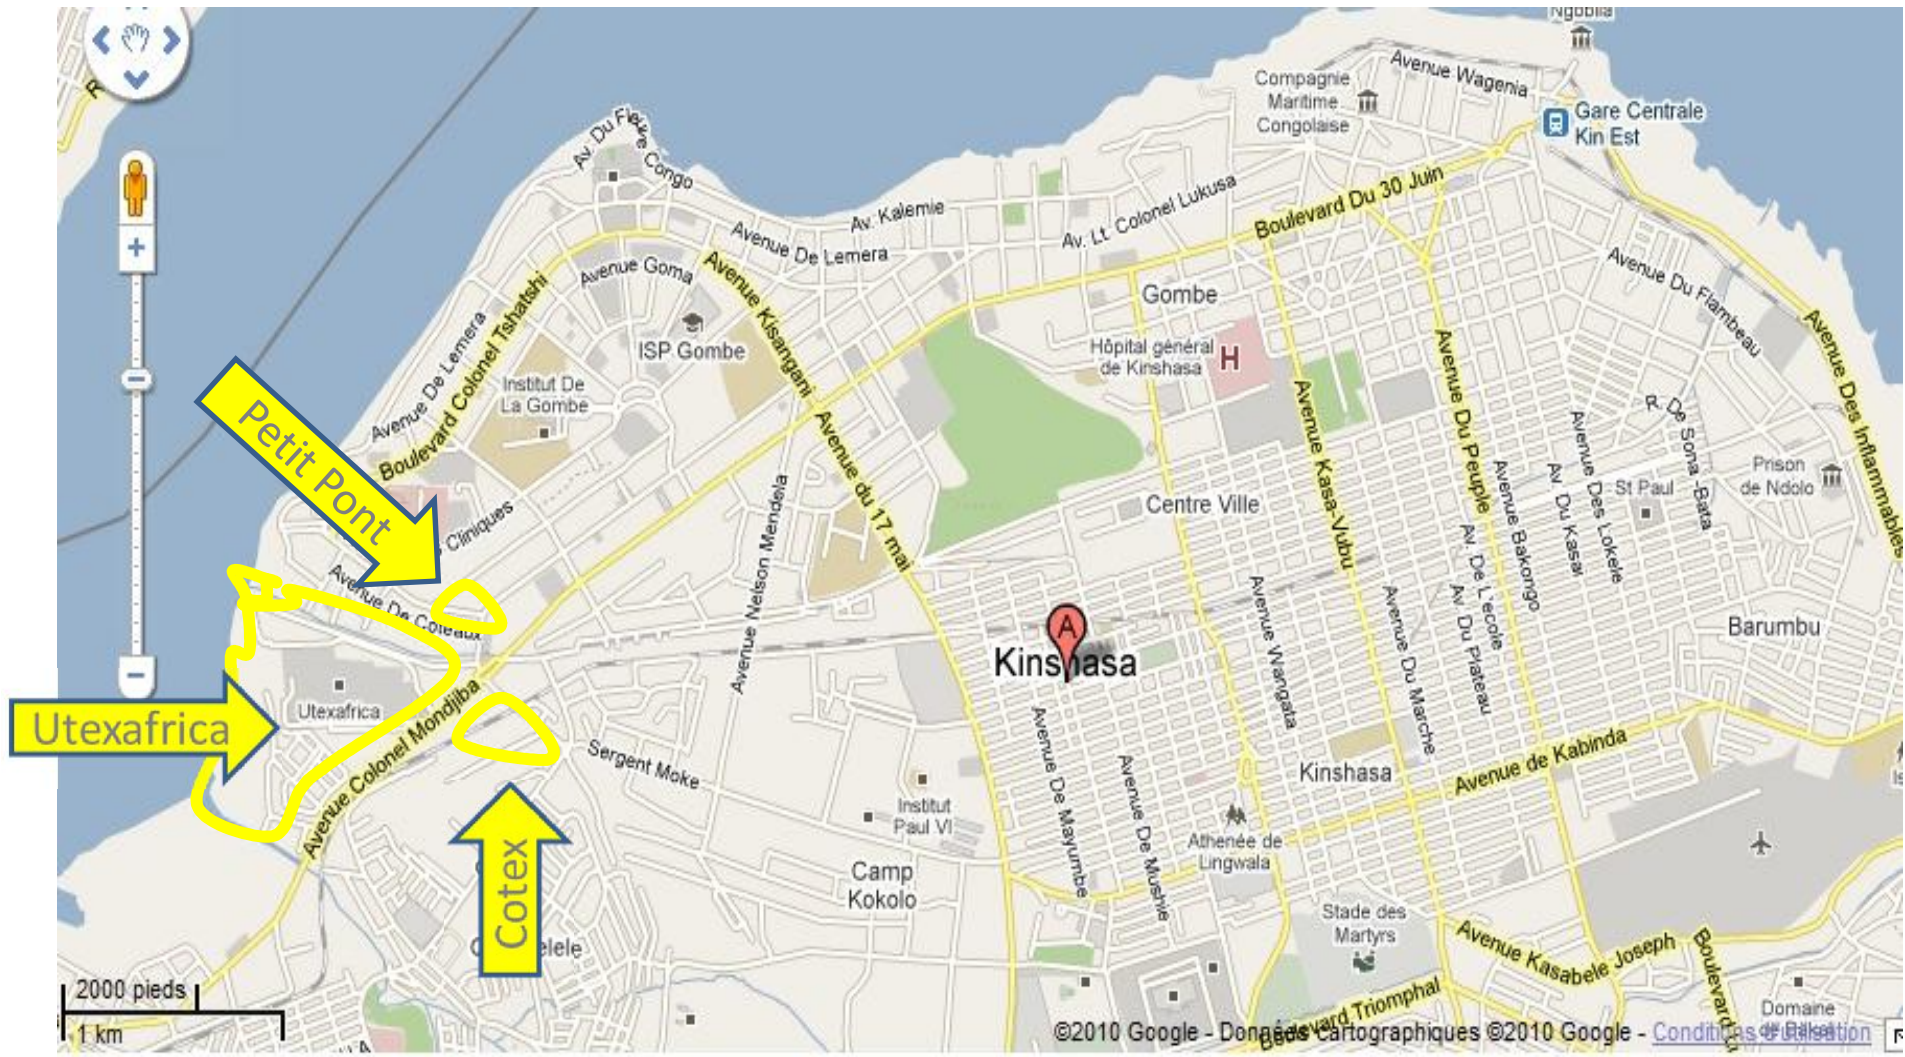 Ngobila
Avenue Wagenia
Compagnie
Maritime
Congolaise
Gare Centrale
Kin Est
Av. Du Fleuve Congo
Av. Kalemie
Av. Lt. Colonel Lukusa
Boulevard Du 30 Juin
Avenue De Lemera
Avenue Goma
Avenue Kisangani
Avenue Du Flambeau
Avenue Des Inflammables
Gombe
ISP Gombe
Hôpital général
de Kinshasa
H
Avenue De Lemera
Boulevard Colonel Tshatshi
Institut De
La Gombe
Petit Pont
Cliniques
Avenue du 17 mai
Avenue Nelson Mendela
Centre Ville
Avenue Kasa-Vubu
Avenue Du Peuple
Avenue Bakongo
Av. Du Kasai
Avenue Des Lokele
R. De Sona -Bata
St Paul
Prison
de Ndolo
Avenue De Coteaux
A
Kinshasa
Avenue Wangata
Avenue Du Marche
Av. De L'ecole
Av. Du Plateau
Barumbu
Utexafrica
Utexafrica
Avenue Colonel Mondjiba
Sergent Moke
Avenue De Mayumbe
Avenue De Mushie
Kinshasa
Avenue de Kabinda
Institut
Paul VI
Athenée de
Lingwala
Camp
Kokolo
Cotex
elele
Stade des
Martyrs
Avenue Kasabele Joseph
Boulevard
Boulevard Triomphal
Domaine
2000 pieds
1 km
©2010 Google - Données cartographiques ©2010 Google - Conditions d'utilisation